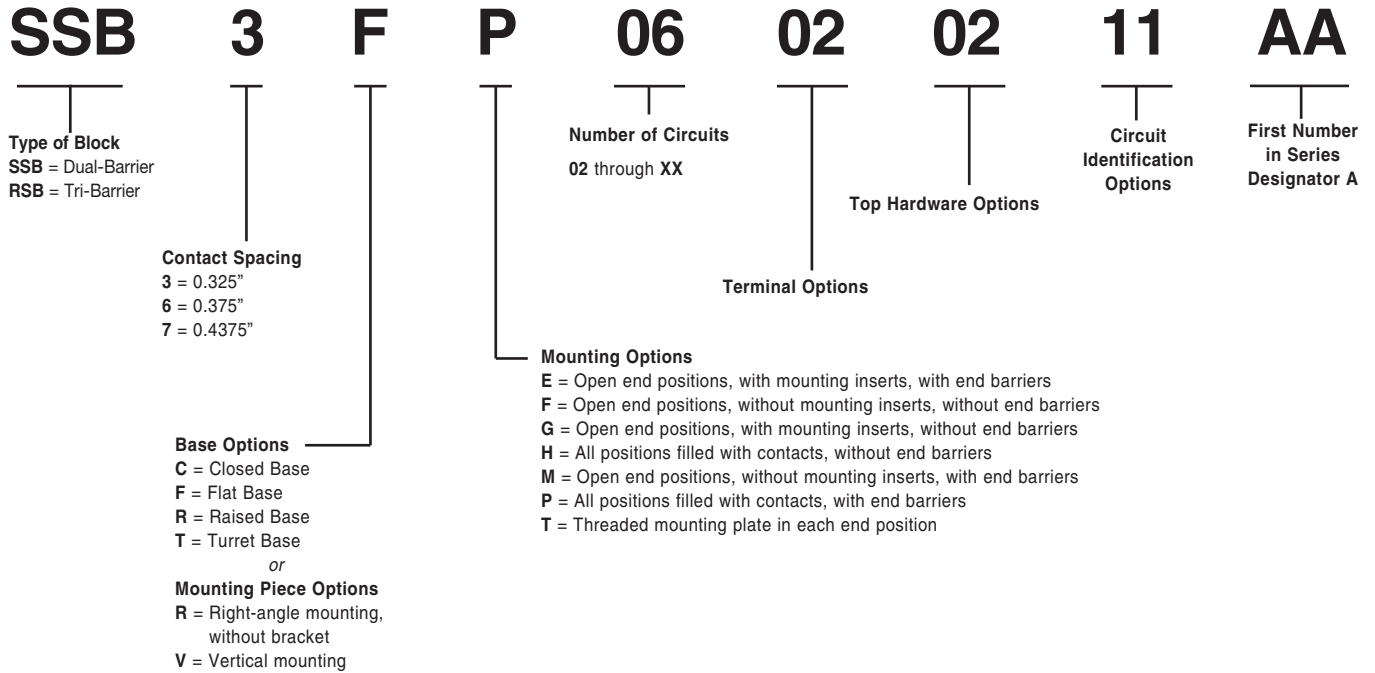 SSB 3 F P 06 02 02 11 AA
Type of Block
SSB = Dual-Barrier
RSB = Tri-Barrier
Contact Spacing
3 = 0.325”
6 = 0.375”
7 = 0.4375”
Base Options
C = Closed Base
F = Flat Base
R = Raised Base
T = Turret Base
or
Mounting Piece Options
R = Right-angle mounting,
without bracket
V = Vertical mounting
Mounting Options
E = Open end positions, with mounting inserts, with end barriers
F = Open end positions, without mounting inserts, without end barriers
G = Open end positions, with mounting inserts, without end barriers
H = All positions filled with contacts, without end barriers
M = Open end positions, without mounting inserts, with end barriers
P = All positions filled with contacts, with end barriers
T = Threaded mounting plate in each end position
Number of Circuits
02 through XX
Terminal Options
Top Hardware Options
Circuit
Identification
Options
First Number
in Series
Designator A